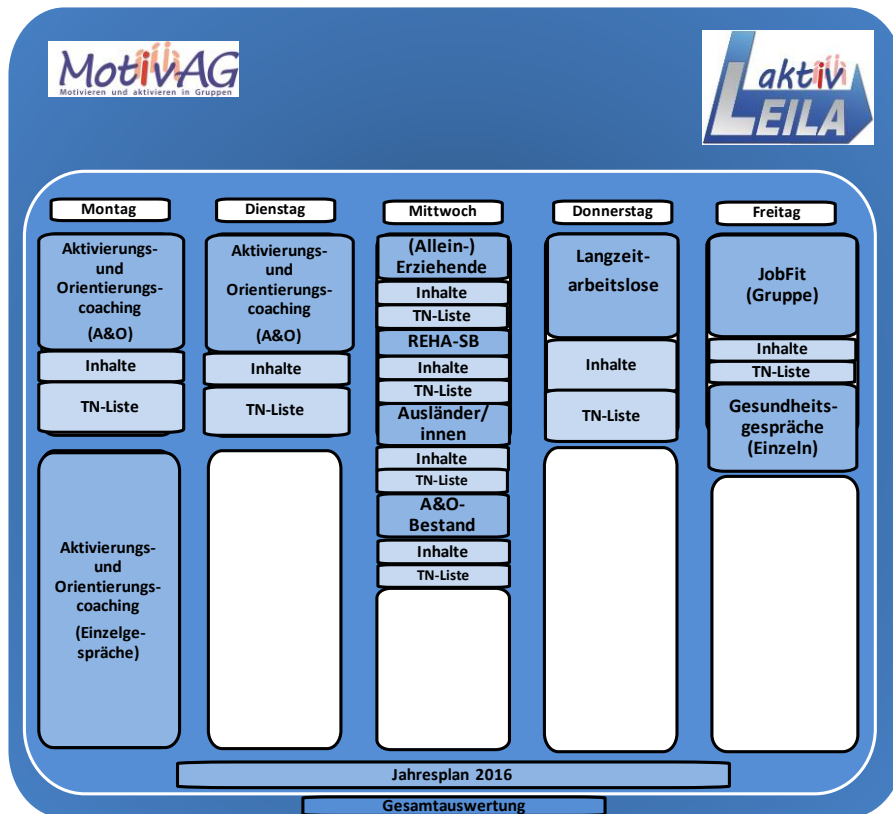 MotivAG
Motivieren und aktivieren in Gruppen
aktiv
LEILA
Montag
Aktivierungs-
und
Orientierungs-
coaching
(A&O)
Inhalte
TN-Liste
Aktivierungs-
und
Orientierungs-
coaching
(Einzelge-
spräche)
Dienstag
Aktivierungs-
und
Orientierungs-
coaching
(A&O)
Inhalte
TN-Liste
Mittwoch
(Allein-)
Erziehende
Inhalte
TN-Liste
REHA-SB
Inhalte
TN-Liste
Ausländer/
innen
Inhalte
TN-Liste
A&O-
Bestand
Inhalte
TN-Liste
Donnerstag
Langzeit-
arbeitslose
Inhalte
TN-Liste
Freitag
JobFit
(Gruppe)
Inhalte
TN-Liste
Gesundheits-
gespräche
(Einzeln)
Jahresplan 2016
Gesamtauswertung